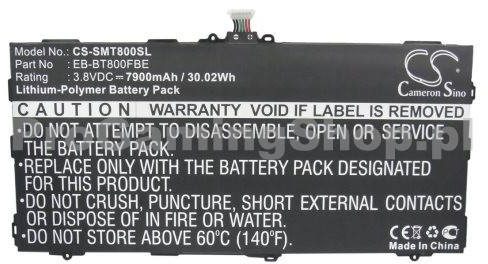 Model No.: CS-SMT800SL
Part No : EB-BT800FBE
Rated : 3.8VDC⎓ 7900mAh / 30.02Wh
Lithium-Polymer Battery Pack
CS
Cameron Sino
CAUTION
WARRANTY VOID IF LABEL IS REMOVED.
• DO NOT ATTEMPT TO DISASSEMBLE, OPEN OR SERVICE
THE BATTERY PACK.
• REPLACE ONLY WITH THE BATTERY PACK DESIGNATED
FOR THIS PRODUCT.
• DO NOT CRUSH, PUNCTURE, SHORT EXTERNAL CONTACTS
OR DISPOSE IN FIRE OR WATER.
• DO NOT STORE ABOVE 60°C (140°F).
CE
Made in China